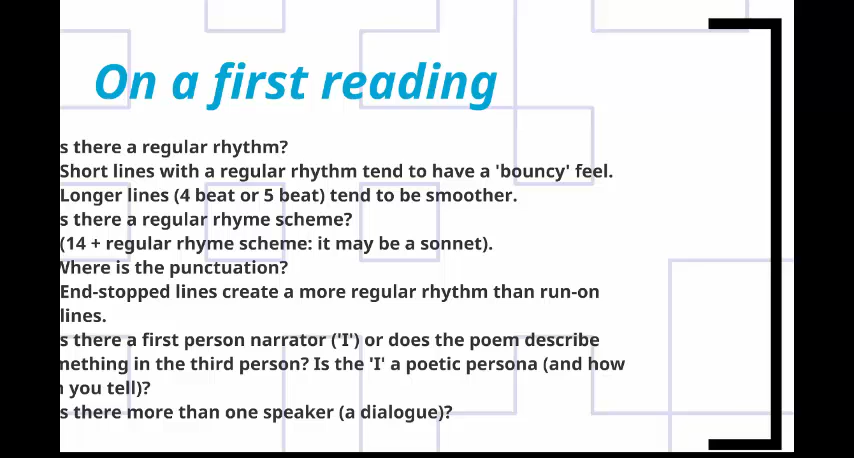 On a first reading
s there a regular rhythm?
Short lines with a regular rhythm tend to have a 'bouncy' feel.
Longer lines (4 beat or 5 beat) tend to be smoother.
s there a regular rhyme scheme?
(14 + regular rhyme scheme: it may be a sonnet).
Where is the punctuation?
End-stopped lines create a more regular rhythm than run-on
lines.
s there a first person narrator ('I') or does the poem describe
mething in the third person? Is the 'I' a poetic persona (and how
you tell)?
s there more than one speaker (a dialogue)?